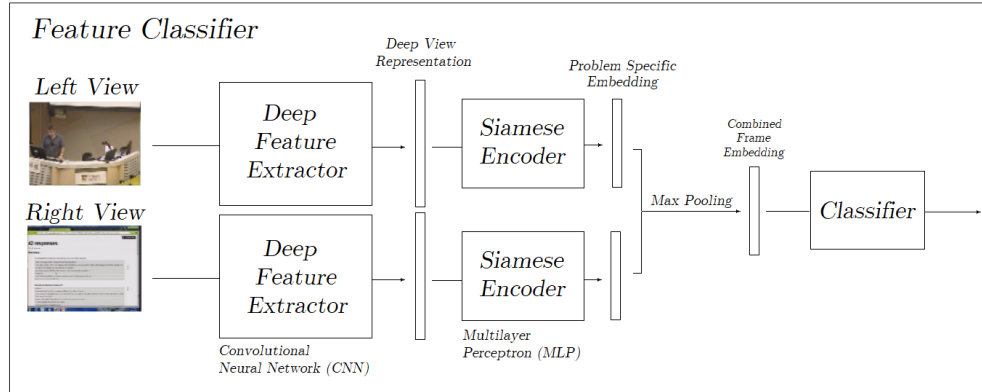 Feature Classifier
Left View
Deep
Feature
Extractor
Deep View
Representation
Siamese
Encoder
Problem Specific
Embedding
Right View
42 responses
Deep
Feature
Extractor
Convolutional
Neural Network (CNN)
Siamese
Encoder
Multilayer
Perceptron (MLP)
Max Pooling
Combined
Frame
Embedding
Classifier